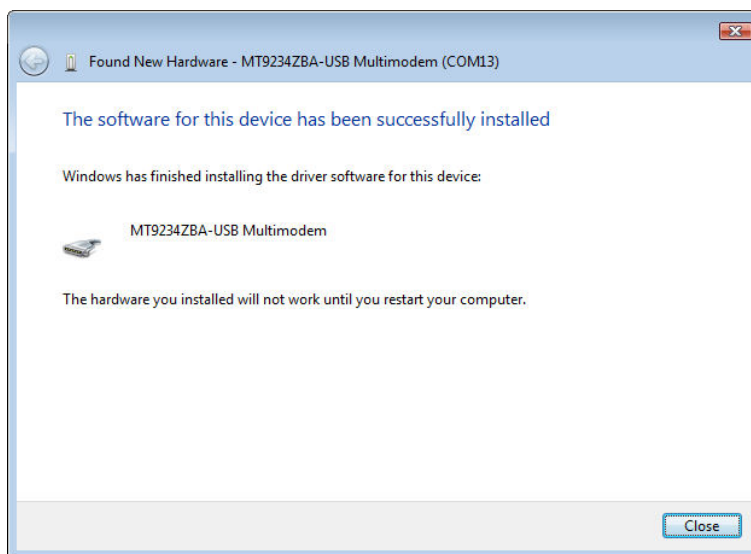 Found New Hardware - MT9234ZBA-USB Multimodem (COM13)
The software for this device has been successfully installed
Windows has finished installing the driver software for this device:
MT9234ZBA-USB Multimodem
The hardware you installed will not work until you restart your computer.
Close